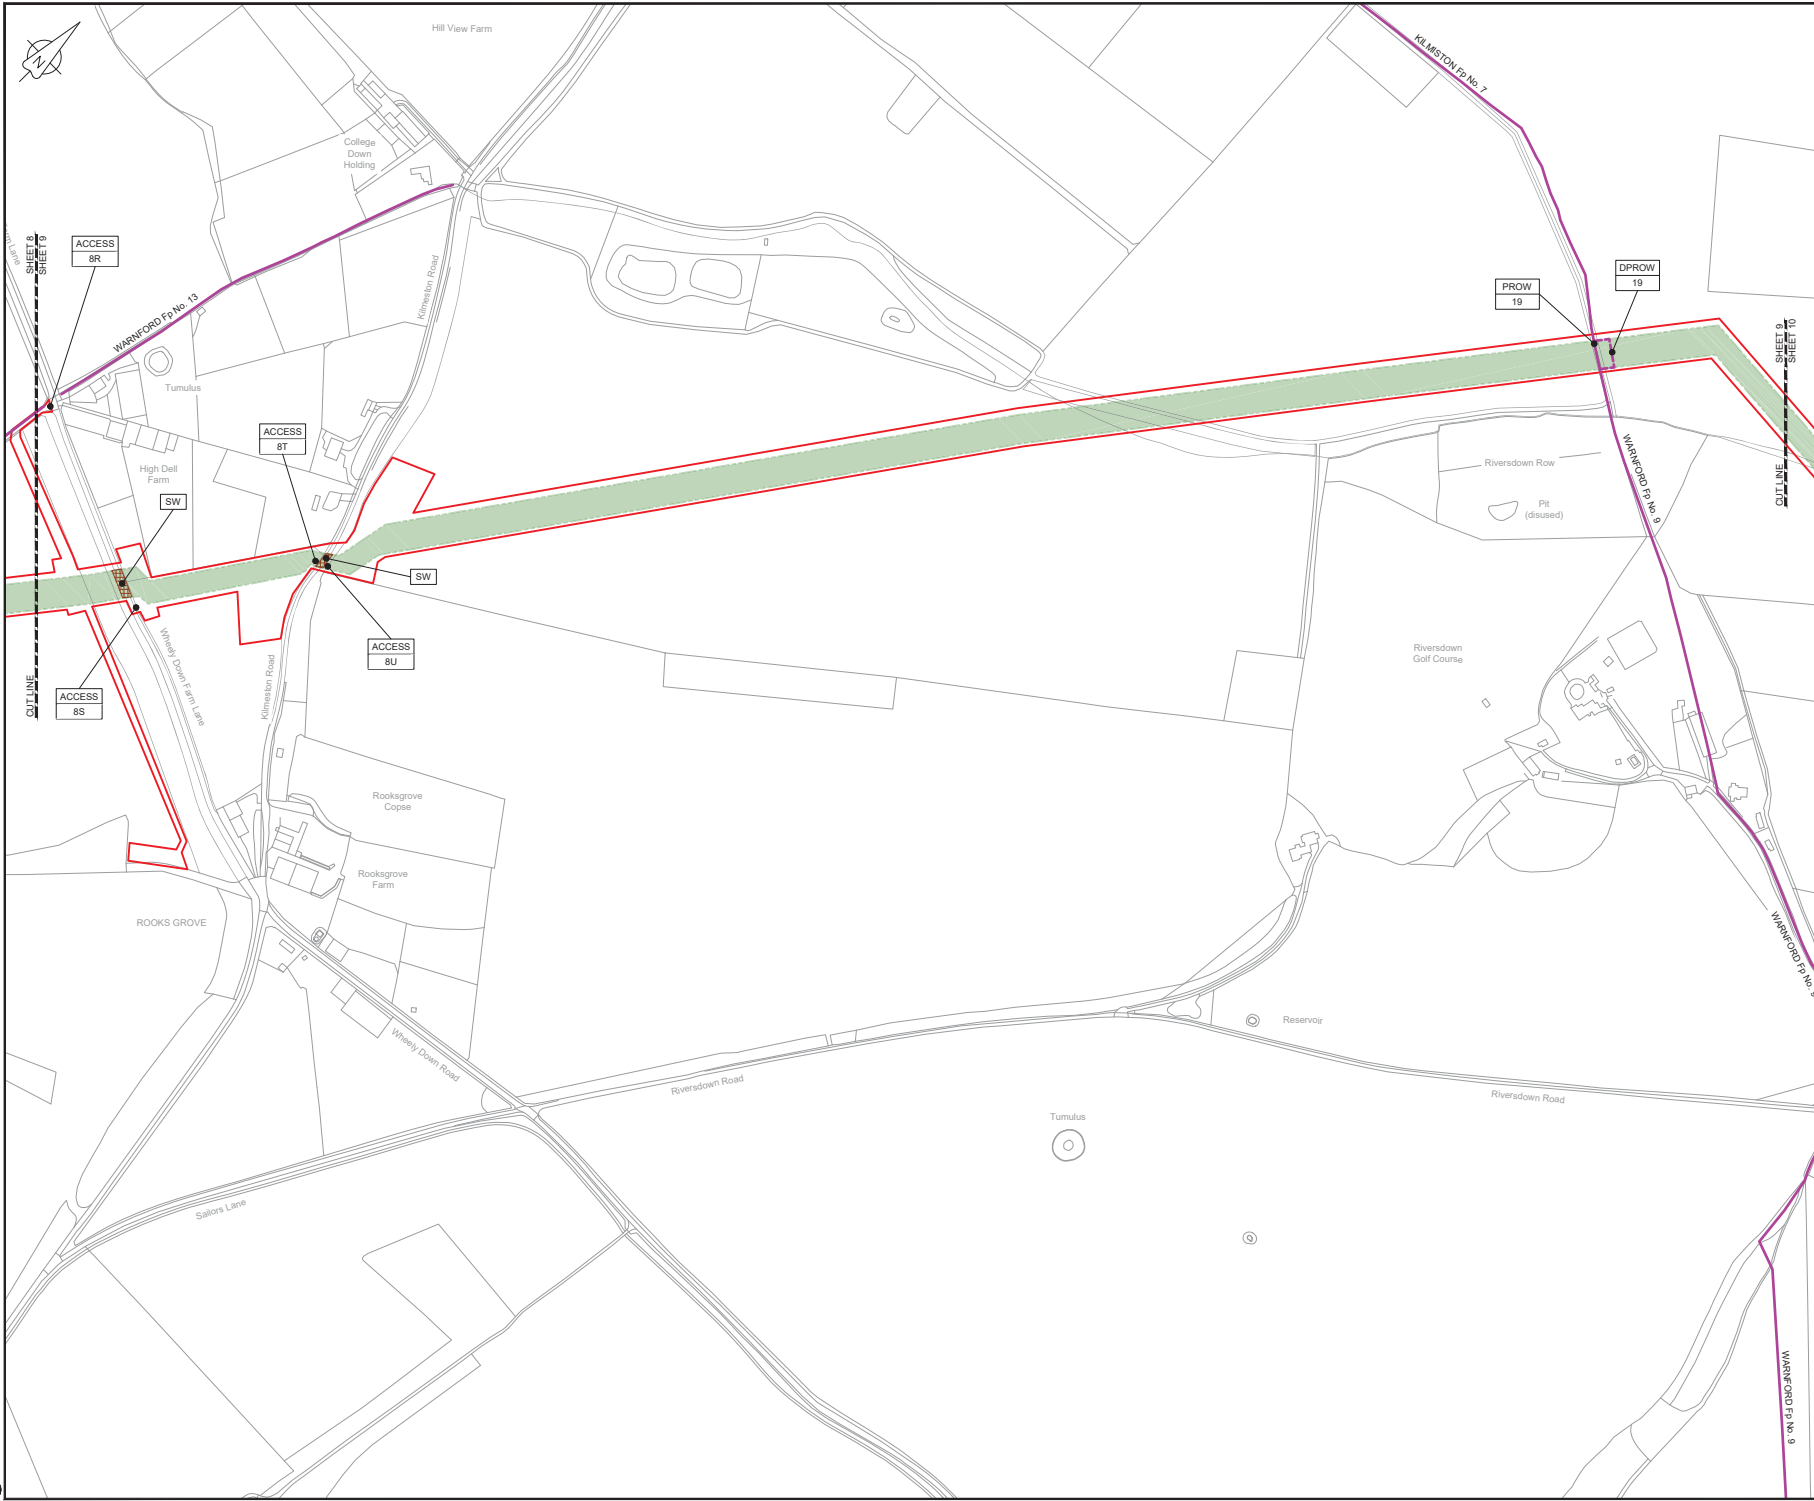 N
Hill View Farm
KILMISTON Fp No. 7
College
Down
Holding
SHEET 8
SHEET 9
ACCESS
8R
Kilmeston Road
WARNFORD Fp No. 13
Tumulus
PROW
19
DPROW
19
SHEET 9
SHEET 10
ACCESS
8T
High Dell
Farm
SW
WARNFORD Fp No. 9
Riversdown Row
Pit
(disused)
CUT LINE
SW
Wheely Down Farm Lane
ACCESS
8U
Kilmeston Road
Riversdown
Golf Course
CUT LINE
ACCESS
8S
Rooksgrove
Copse
Rooksgrove
Farm
ROOKS GROVE
WARNFORD Fp No. 9
Reservoir
Wheely Down Road
Riversdown Road
Riversdown Road
Tumulus
Sailors Lane
WARNFORD Fp No. 9